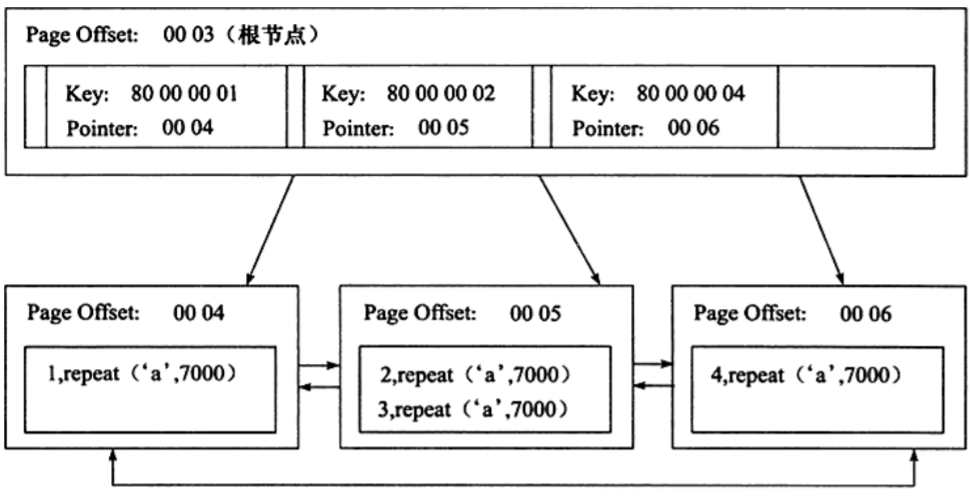 Page Offset: 00 03（根节点）
Key: 80 00 00 01
Pointer: 00 04
Key: 80 00 00 02
Pointer: 00 05
Key: 80 00 00 04
Pointer: 00 06
Page Offset: 00 04
1,repeat（‘a’,7000）
Page Offset: 00 05
2,repeat（‘a’,7000）
3,repeat（‘a’,7000）
Page Offset: 00 06
4,repeat（‘a’,7000）